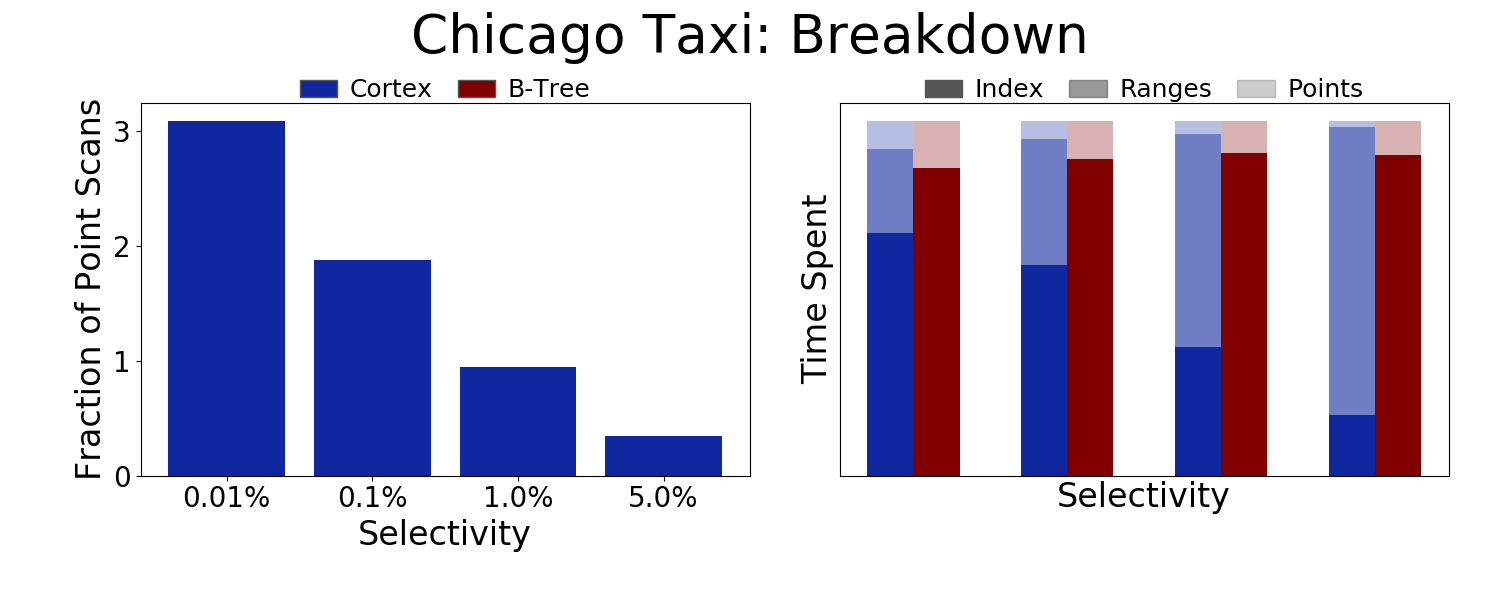 Chicago Taxi: Breakdown
Cortex B-Tree
Fraction of Point Scans
3
2
1
0
0.01% 0.1% 1.0% 5.0%
Selectivity
Index Ranges Points
Time Spent
Selectivity